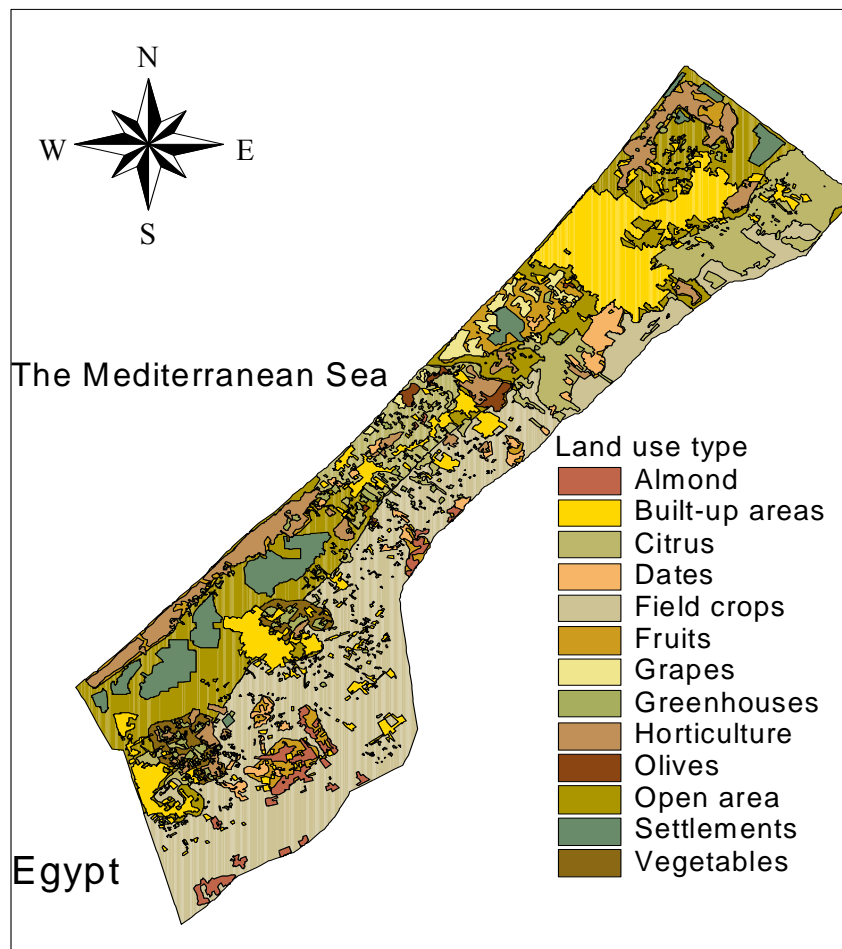 N
W E
S
The Mediterranean Sea
Land use type
Almond
Built-up areas
Citrus
Dates
Field crops
Fruits
Grapes
Greenhouses
Horticulture
Olives
Open area
Settlements
Vegetables
Egypt